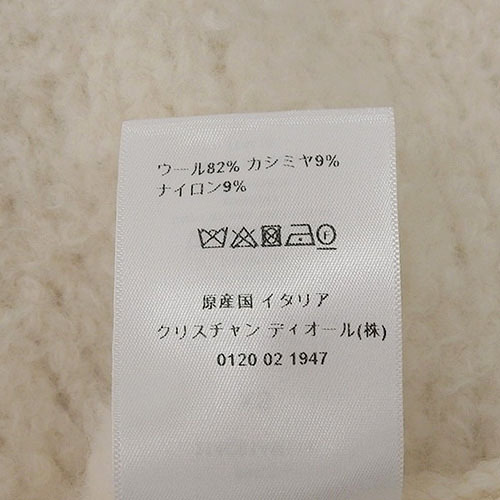 ウール82% カシミヤ9%
ナイロン9%
F
原産国 イタリア
クリスチャン ディオール(株)
0120 02 1947